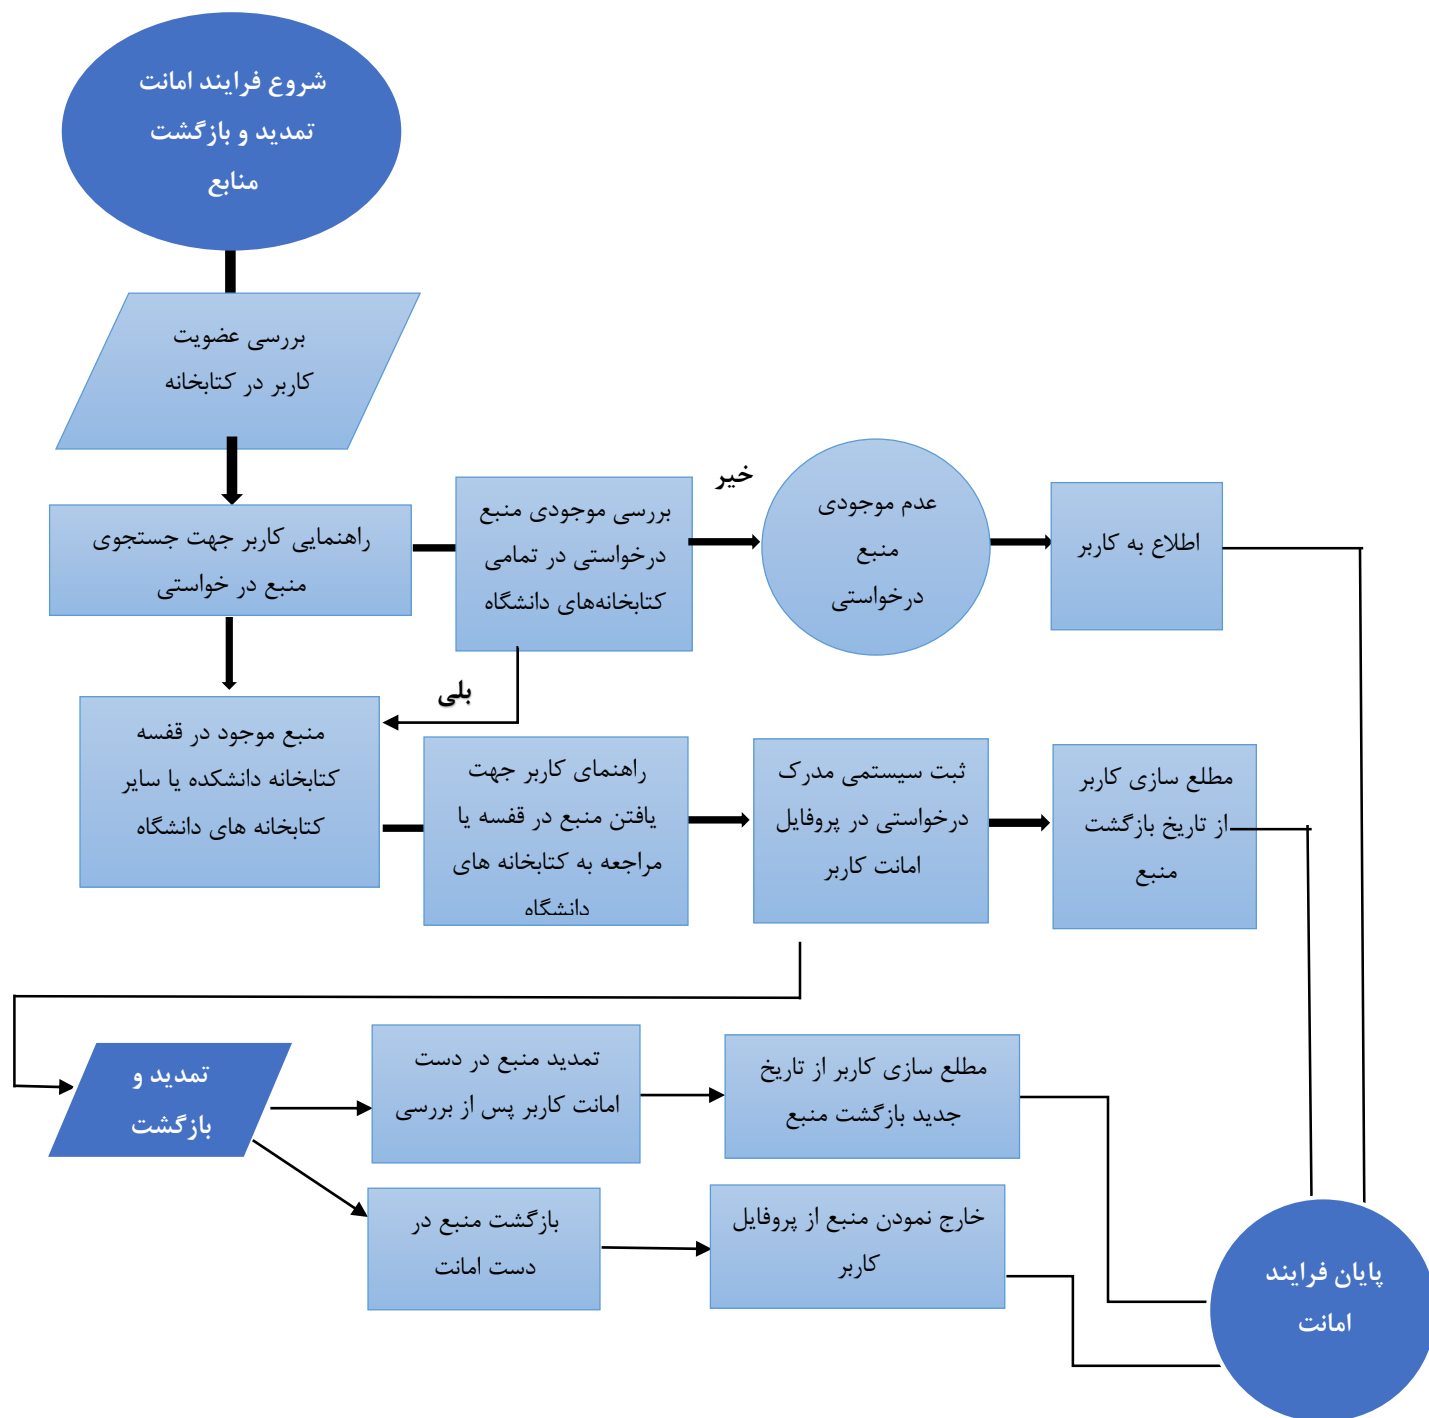 شروع فرایند امانت
تمدید و بازگشت
منابع
بررسی عضویت
کاربر در کتابخانه
راهنمایی کاربر جهت جستجوی
منبع در خواستی
بررسی موجودی منبع
درخواستی در تمامی
کتابخانه‌های دانشگاه
خیر
عدم موجودی
منبع
درخواستی
اطلاع به کاربر
بلی
منبع موجود در قفسه
کتابخانه دانشکده یا سایر
کتابخانه های دانشگاه
راهنمای کاربر جهت
یافتن منبع در قفسه یا
مراجعه به کتابخانه های
دانشگاه
ثبت سیستمی مدرک
درخواستی در پروفایل
امانت کاربر
مطلع سازی کاربر
از تاریخ بازگشت
منبع
تمدید و
بازگشت
تمدید منبع در دست
امانت کاربر پس از بررسی
مطلع سازی کاربر از تاریخ
جدید بازگشت منبع
بازگشت منبع در
دست امانت
خارج نمودن منبع از پروفایل
کاربر
پایان فرایند
امانت